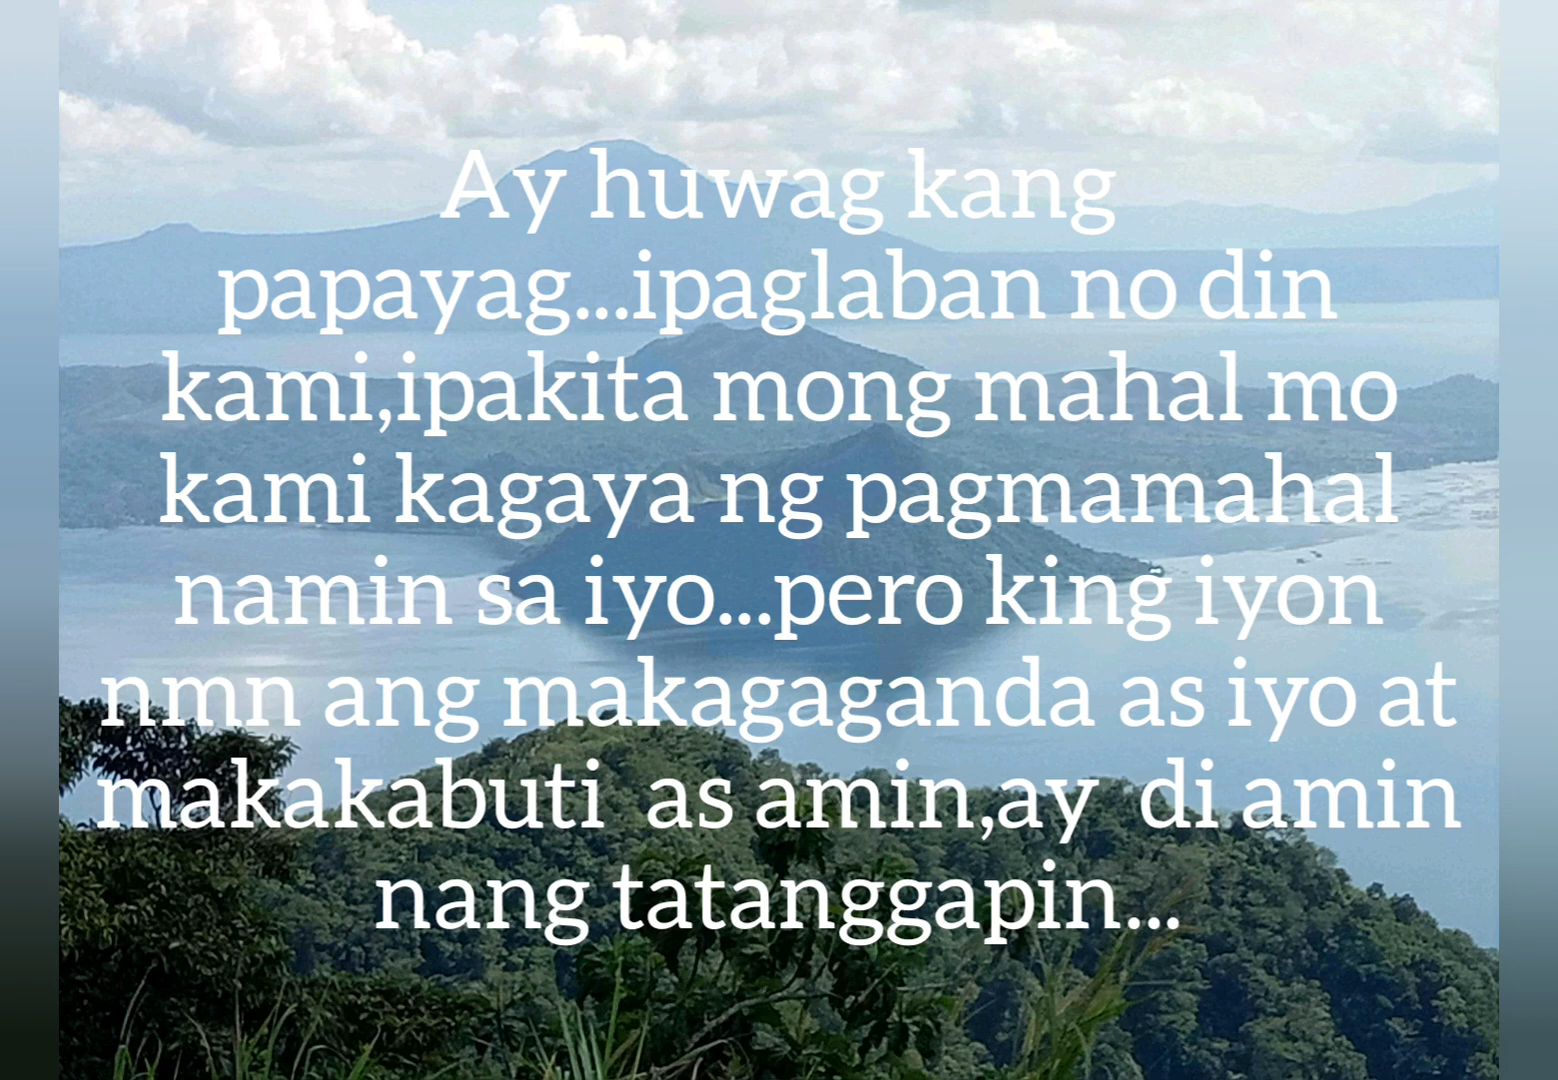 Ay huwag kang
papayag...ipaglaban no din
kami,ipakita mong mahal mo
kami kagaya ng pagmamahal
namin sa iyo...pero king iyon
nmn ang makagaganda as iyo at
makakabuti  as amin,ay  di amin
nang tatanggapin...